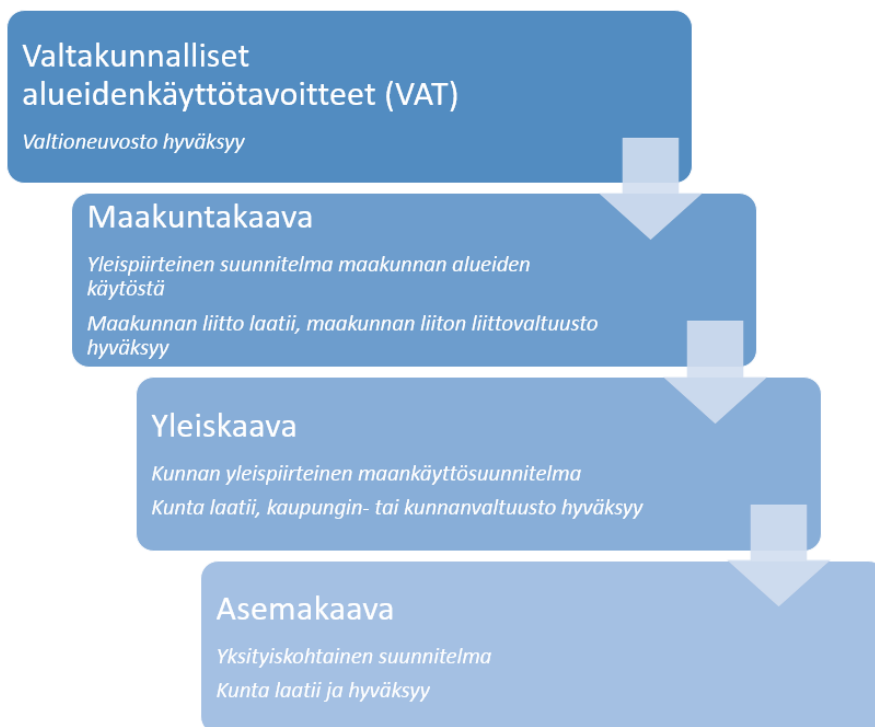 Valtakunnalliset
alueidenkäyttötavoitteet (VAT)
Valtioneuvosto hyväksyy
Maakuntakaava
Yleispiirteinen suunnitelma maakunnan alueiden
käytöstä
Maakunnan liitto laatii, maakunnan liiton liittovaltuusto
hyväksyy
Yleiskaava
Kunnan yleispiirteinen maankäyttösuunnitelma
Kunta laatii, kaupungin- tai kunnanvaltuusto hyväksyy
Asemakaava
Yksityiskohtainen suunnitelma
Kunta laatii ja hyväksyy